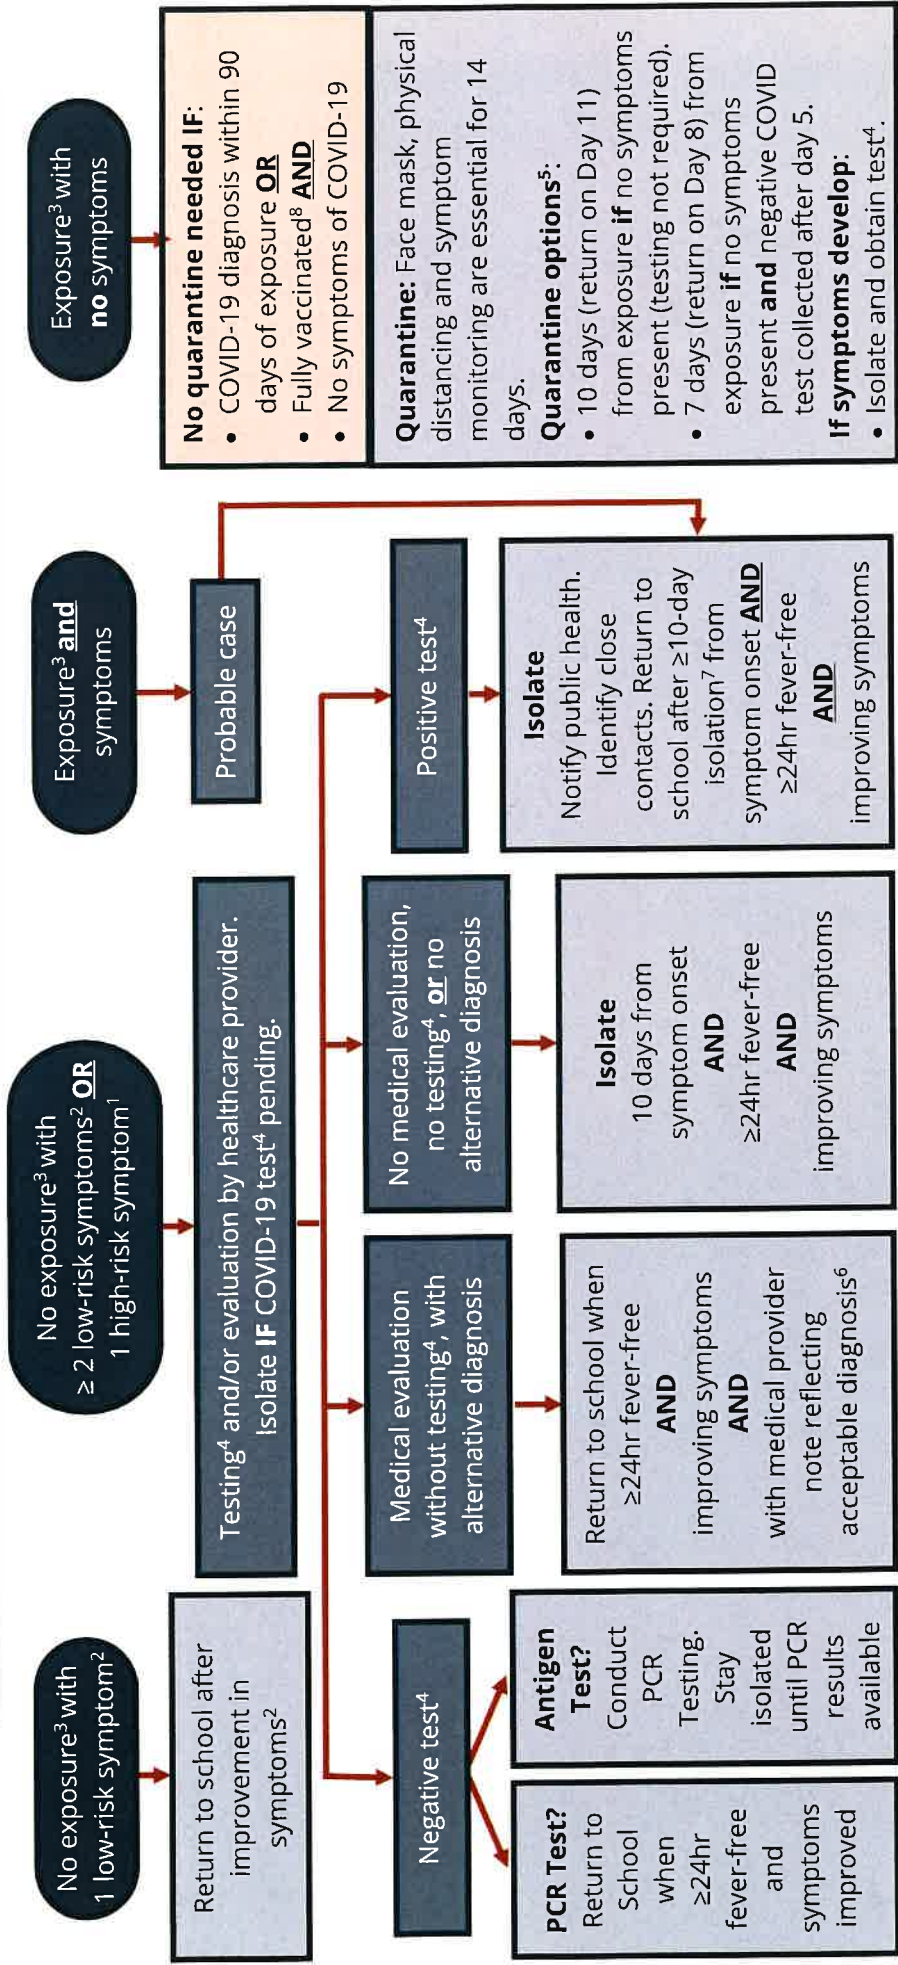 No exposure³ with
1 low-risk symptom²
Return to school after
improvement in
symptoms²
No exposure³ with
≥ 2 low-risk symptoms² OR
1 high-risk symptom¹
Testing⁴ and/or evaluation by healthcare provider.
Isolate IF COVID-19 test⁴ pending.
Negative test⁴
PCR Test?
Return to
School
when
≥24hr
fever-free
and
symptoms
improved
Antigen
Test?
Conduct
PCR
Testing.
Stay
isolated
until PCR
results
available
Medical evaluation
without testing⁴, with
alternative diagnosis
Return to school when
≥24hr fever-free
AND
improving symptoms
AND
with medical provider
note reflecting
acceptable diagnosis⁶
No medical evaluation,
no testing⁴, or no
alternative diagnosis
Isolate
10 days from
symptom onset
AND
≥24hr fever-free
AND
improving symptoms
Exposure³ and
symptoms
Probable case
Positive test⁴
Isolate
Notify public health.
Identify close
contacts. Return to
school after ≥10-day
isolation⁷ from
symptom onset AND
≥24hr fever-free
AND
improving symptoms
Exposure³ with
no symptoms
No quarantine needed IF:
• COVID-19 diagnosis within 90
days of exposure OR
• Fully vaccinated⁸ AND
• No symptoms of COVID-19
Quarantine: Face mask, physical
distancing and symptom
monitoring are essential for 14
days.
Quarantine options⁵:
• 10 days (return on Day 11)
from exposure if no symptoms
present (testing not required).
• 7 days (return on Day 8) from
exposure if no symptoms
present and negative COVID
test collected after day 5.
If symptoms develop:
• Isolate and obtain test⁴.